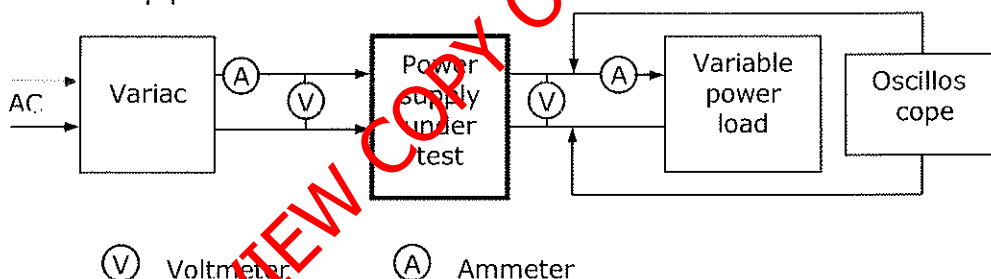 AC
Variac
A
V
Power
supply
under
test
V
A
Variable
power
load
Oscillos
cope
V Voltmeter
A Ammeter
VIEW COPY O